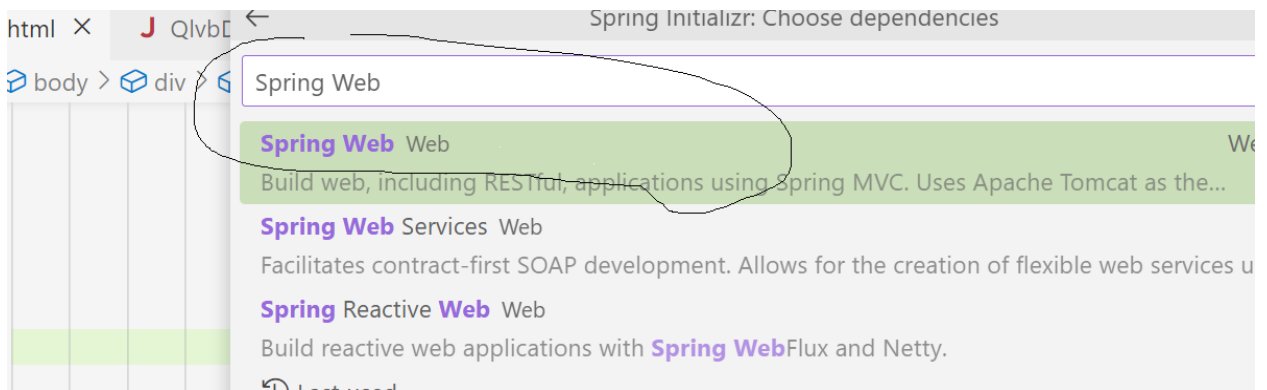 html × J QlvbD Spring Initializr: Choose dependencies
body > div >
Spring Web
Spring Web Web We
Build web, including RESTful, applications using Spring MVC. Uses Apache Tomcat as the...
Spring Web Services Web
Facilitates contract-first SOAP development. Allows for the creation of flexible web services u
Spring Reactive Web Web
Build reactive web applications with Spring WebFlux and Netty.
Last used